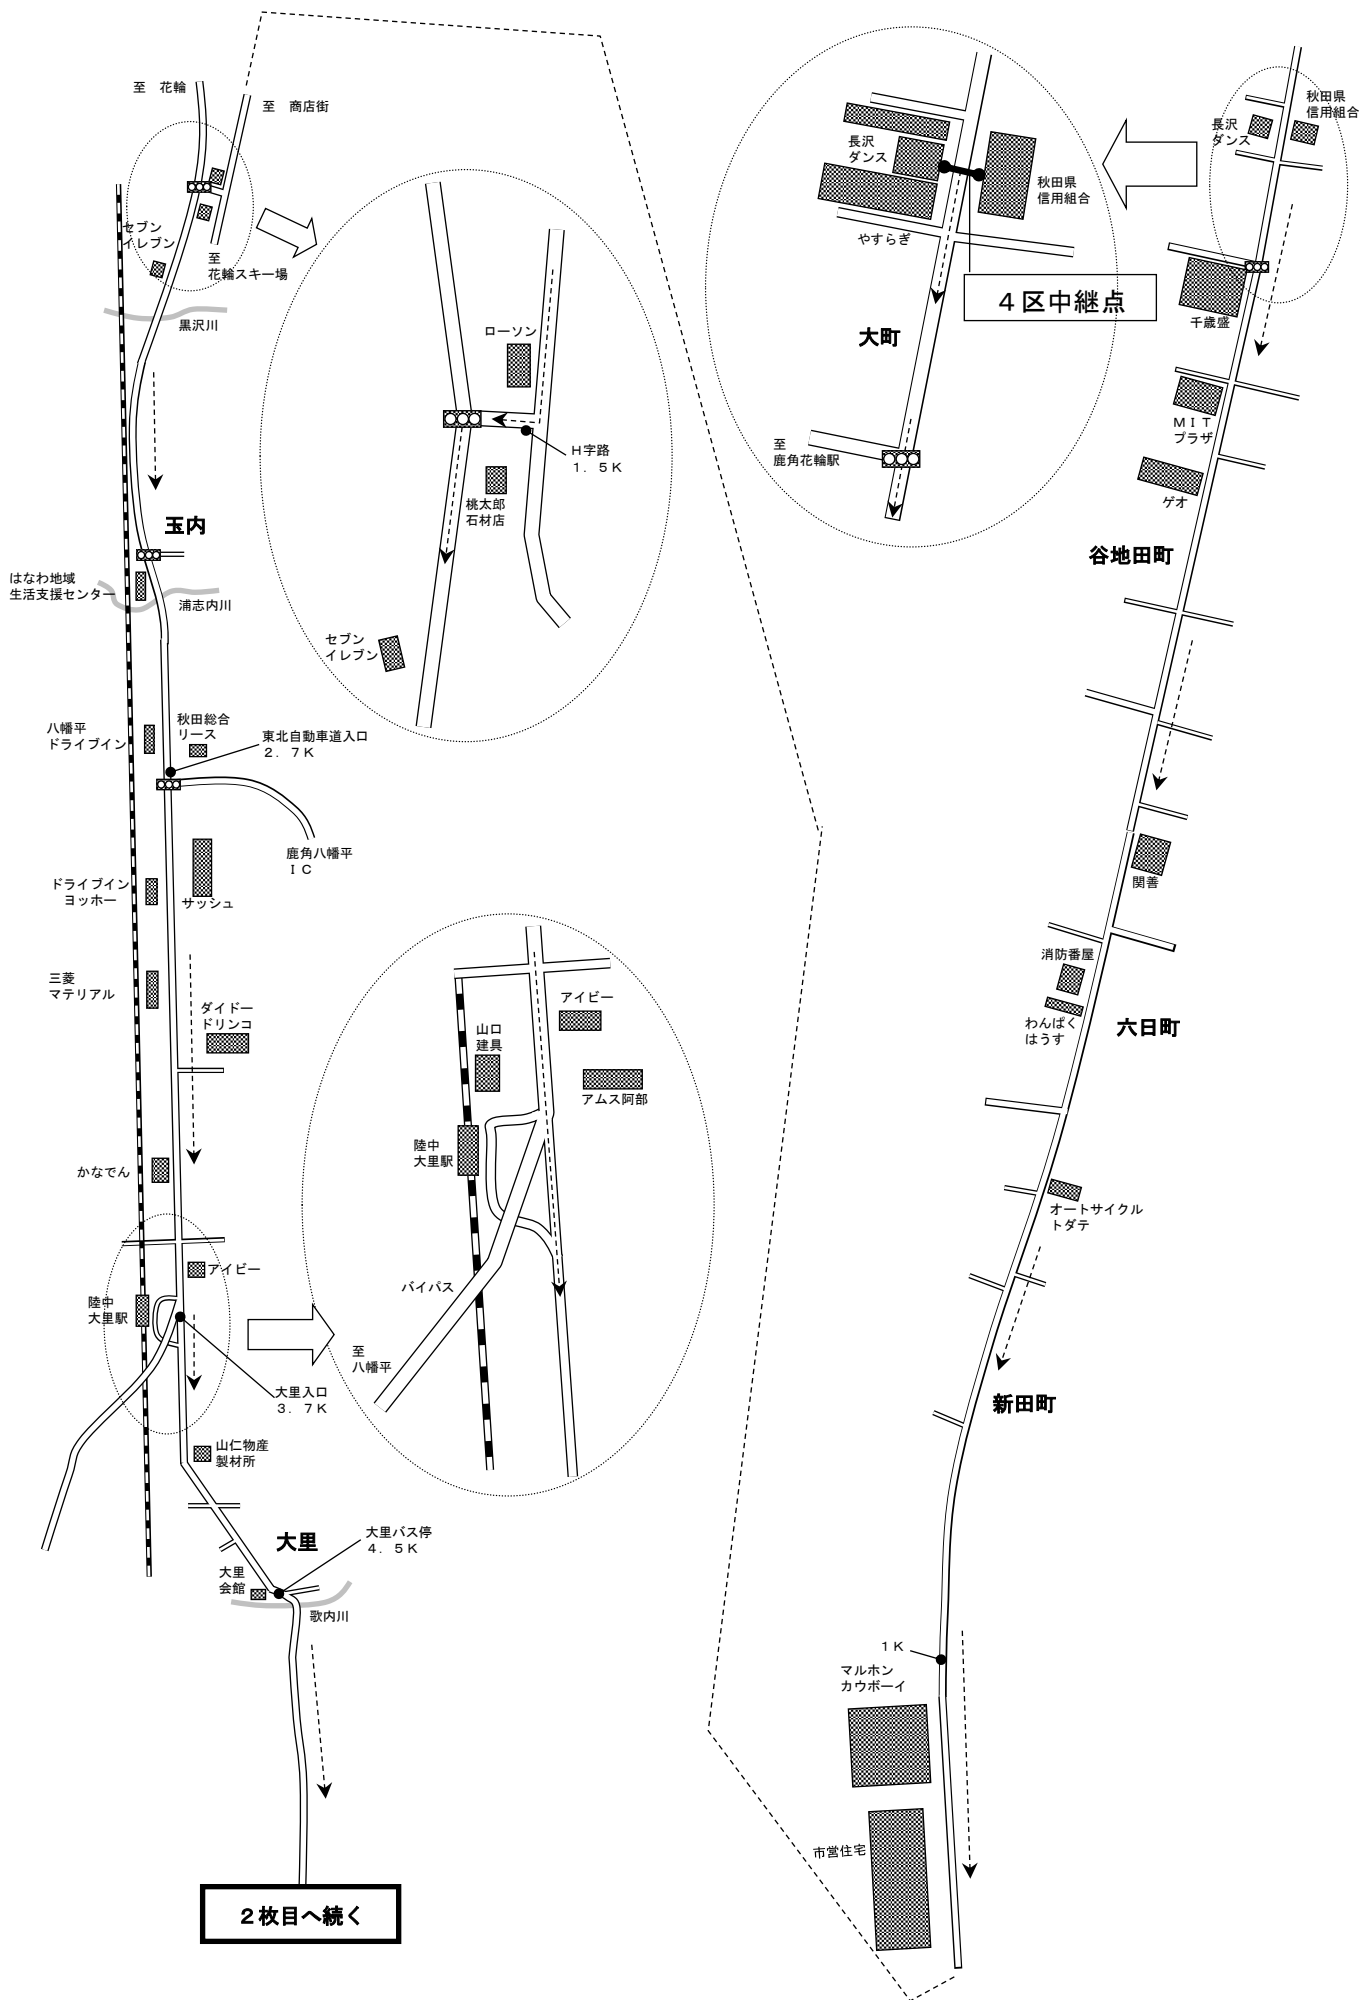 至　花輪
至　商店街
セブン
イレブン
至
花輪スキー場
黒沢川
玉内
はなわ地域
生活支援センター
浦志内川
八幡平
ドライブイン
秋田総合
リース
東北自動車道入口
２．７Ｋ
鹿角八幡平
ＩＣ
ドライブイン
ヨッホー
サッシュ
三菱
マテリアル
ダイドー
ドリンコ
かなでん
アイビー
陸中
大里駅
大里入口
３．７Ｋ
山仁物産
製材所
大里
大里バス停
４．５Ｋ
大里
会館
歌内川
２枚目へ続く
ローソン
Ｈ字路
１．５Ｋ
桃太郎
石材店
セブン
イレブン
アイビー
山口
建具
アムス阿部
陸中
大里駅
バイパス
至
八幡平
長沢
ダンス
秋田県
信用組合
やすらぎ
４区中継点
大町
至
鹿角花輪駅
秋田県
信用組合
長沢
ダンス
千歳盛
ＭＩＴ
プラザ
ゲオ
谷地田町
関善
消防番屋
わんぱく
はうす
六日町
オートサイクル
トダテ
新田町
１Ｋ
マルホン
カウボーイ
市営住宅